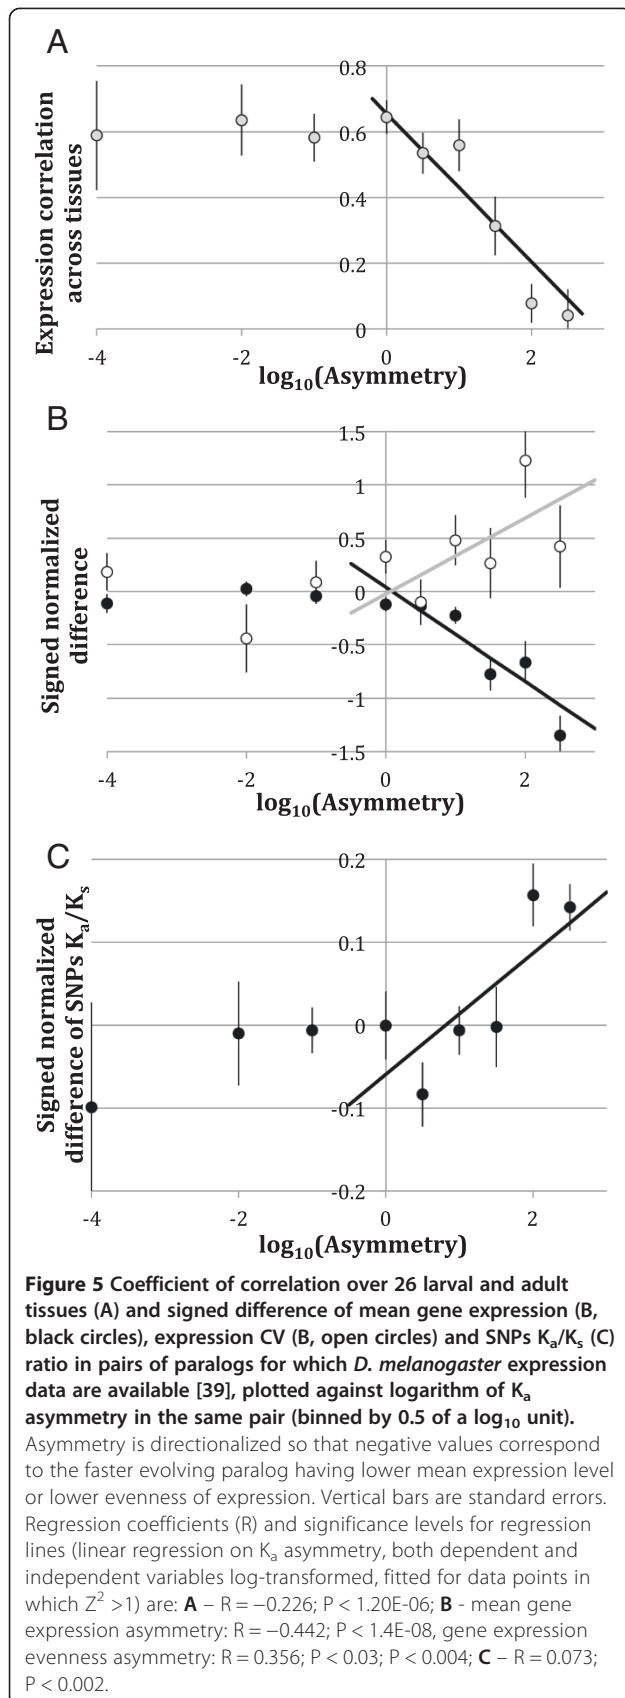 A
Expression correlation
across tissues
0.8
0.6
0.4
0.2
0
-4
-2
0
2
log10(Asymmetry)
B
Signed normalized
difference
1.5
1
0.5
0
-0.5
-1
-1.5
-4
-2
0
2
log10(Asymmetry)
C
Signed normalized
difference of SNPs Ka/Ks
0.2
0.1
0
-0.1
-0.2
-4
-2
0
2
log10(Asymmetry)
Figure 5 Coefficient of correlation over 26 larval and adult
tissues (A) and signed difference of mean gene expression (B,
black circles), expression CV (B, open circles) and SNPs Ka/Ks (C)
ratio in pairs of paralogs for which D. melanogaster expression
data are available [39], plotted against logarithm of Ka
asymmetry in the same pair (binned by 0.5 of a log10 unit).
Asymmetry is directionalized so that negative values correspond
to the faster evolving paralog having lower mean expression level
or lower evenness of expression. Vertical bars are standard errors.
Regression coefficients (R) and significance levels for regression
lines (linear regression on Ka asymmetry, both dependent and
independent variables log-transformed, fitted for data points in
which Z² >1) are: A – R = −0.226; P < 1.20E-06; B - mean gene
expression asymmetry: R = −0.442; P < 1.4E-08, gene expression
evenness asymmetry: R = 0.356; P < 0.03; P < 0.004; C – R = 0.073;
P < 0.002.